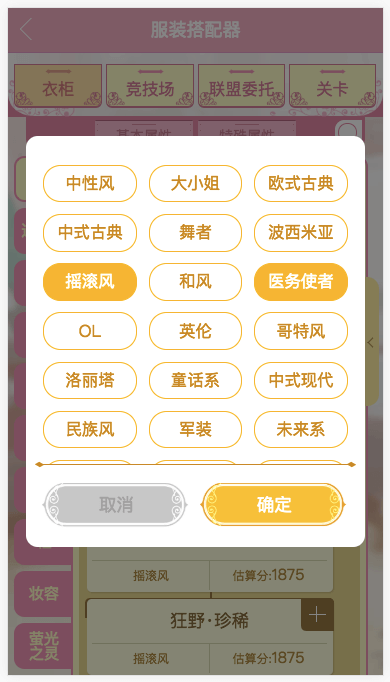 服装搭配器
衣柜 竞技场 联盟委托 关卡
基本属性 特殊属性
中性风 大小姐 欧式古典
中式古典 舞者 波西米亚
摇滚风 和风 医务使者
OL 英伦 哥特风
洛丽塔 童话系 中式现代
民族风 军装 未来系
取消 确定
摇滚风 估算分:1875
妆容
狂野·珍稀
萤光
之灵
摇滚风 估算分:1875